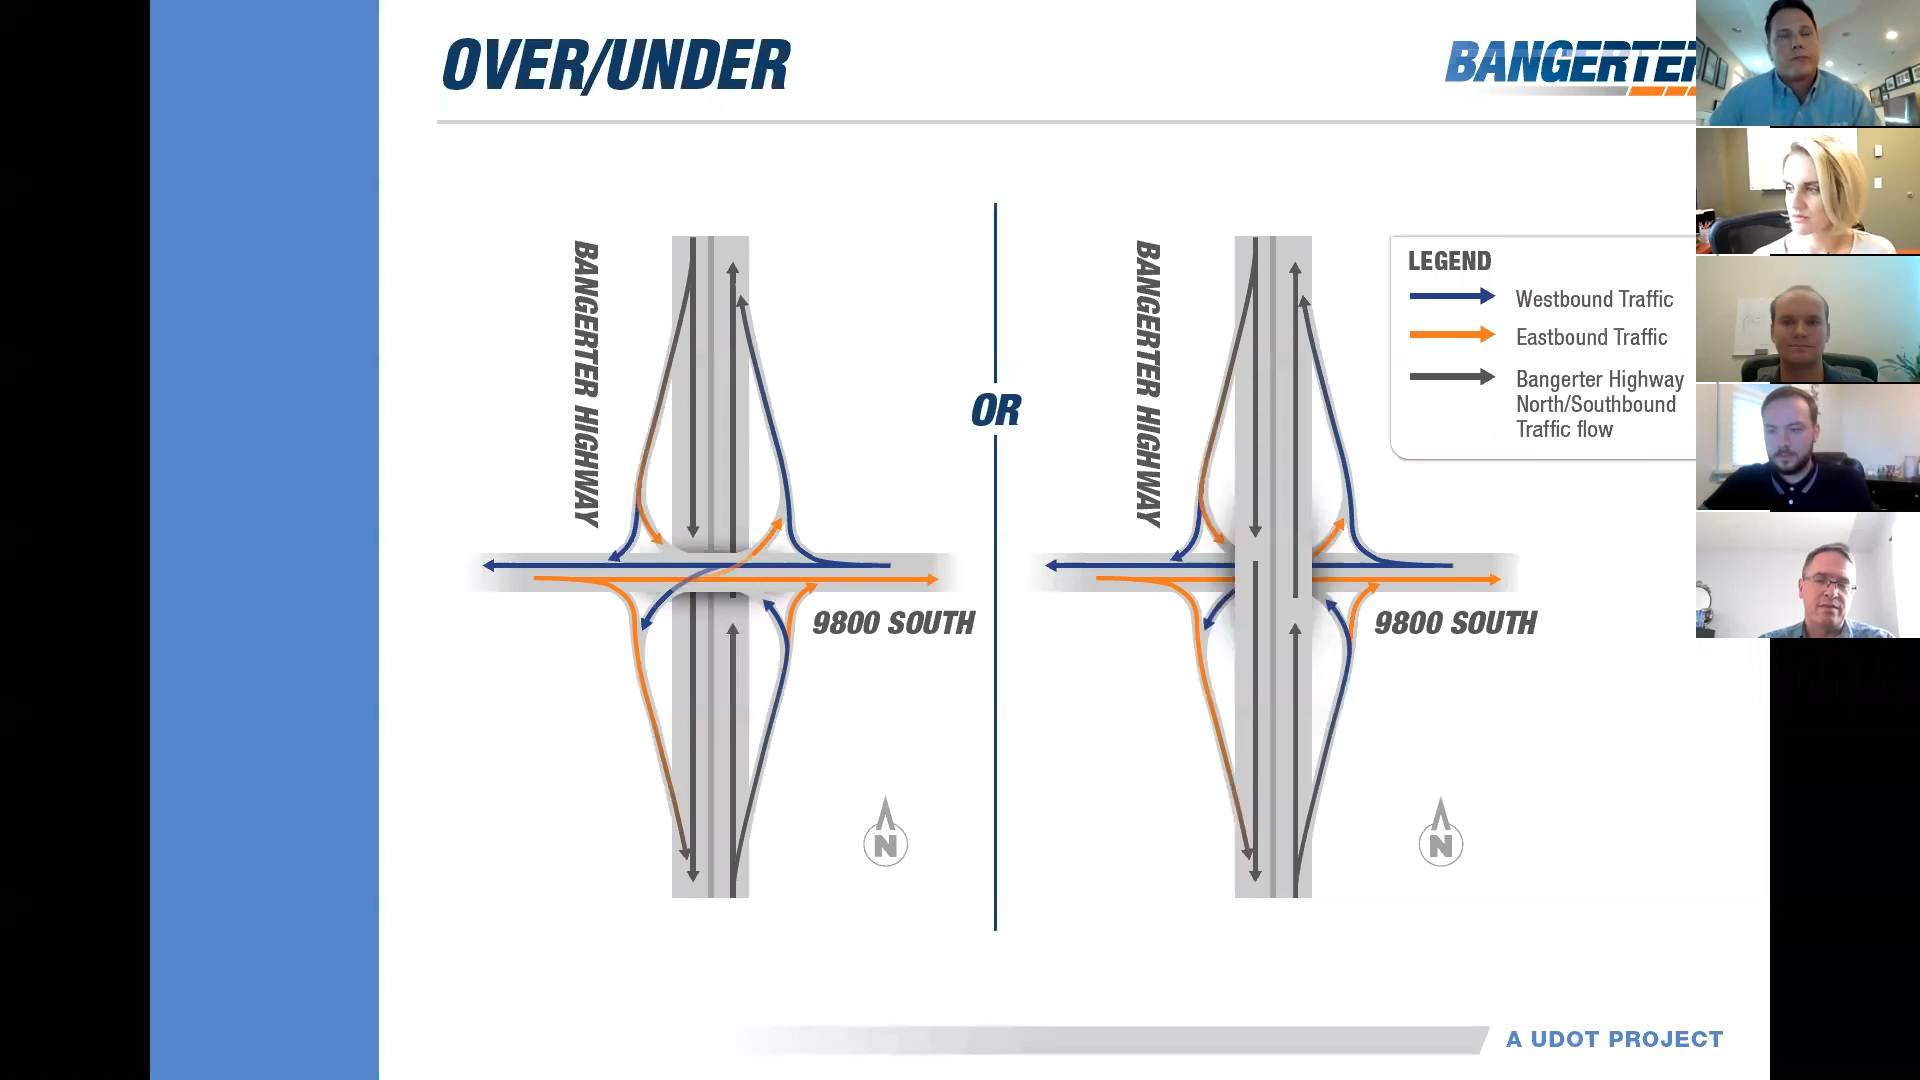 OVER/UNDER
BANGERTER
BANGERTER HIGHWAY
9800 SOUTH
N
OR
BANGERTER HIGHWAY
9800 SOUTH
N
LEGEND
Westbound Traffic
Eastbound Traffic
Bangerter Highway
North/Southbound
Traffic flow
A UDOT PROJECT